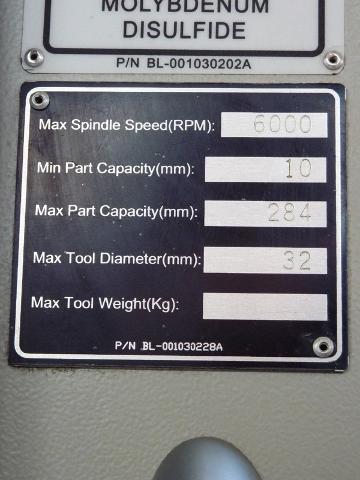 MOLYBDENUM
DISULFIDE
P/N BL-001030202A
Max Spindle Speed(RPM): 6000
Min Part Capacity(mm): 10
Max Part Capacity(mm): 284
Max Tool Diameter(mm): 32
Max Tool Weight(Kg):
P/N BL-001030228A